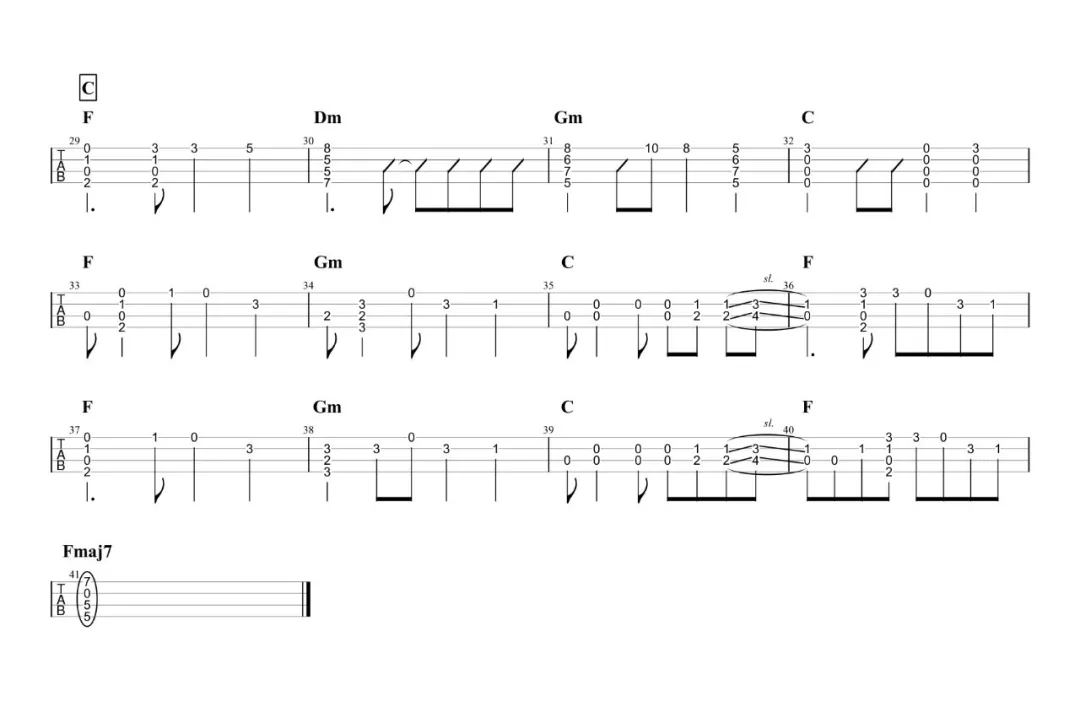 C
F Dm Gm C
29 30 31 32
0 3 3 5 8 8 10 8 5 3 0 3
T 1 1 5 6 6 0 0 0
A 0 0 5 7 7 0 0 0
B 2 2 7 5 5 0 0 0
F Gm C F
33 34 35 sl. 36
0 1 0 0 3 3 0
T 1 3 3 3 1 0 0 0 1 1 3 1 1 3 1
A 0 0 2 2 0 0 0 0 2 2 4 0 0
B 2 3 2
F Gm C F
37 38 39 sl. 40
0 1 0 0 3 3 0
T 1 3 3 3 3 1 0 0 0 1 1 3 1 1 1 3 1
A 0 2 0 0 0 0 2 2 4 0 0 0
B 2 3 2
Fmaj7
41
7
T 0
A 5
B 5